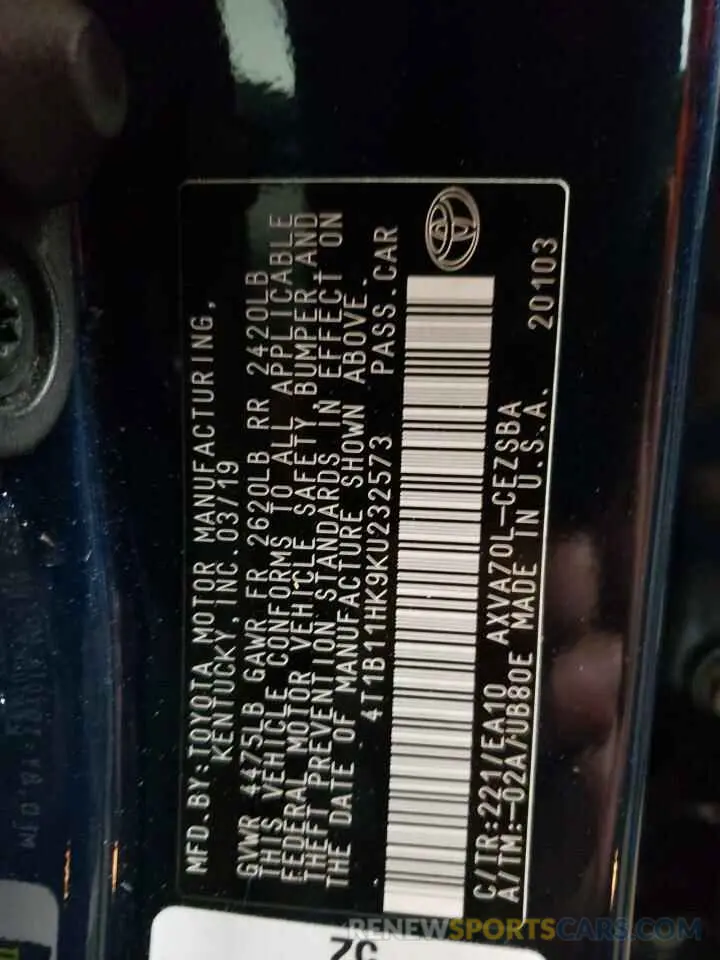 MFD.BY:TOYOTA MOTOR MANUFACTURING,
KENTUCKY, INC.03/19
GVWR 4475LB GAWR FR 2620LB RR 2420LB
THIS VEHICLE CONFORMS TO ALL APPLICABLE
FEDERAL MOTOR VEHICLE SAFETY, BUMPER AND
THEFT PREVENTION STANDARDS IN EFFECT ON
THE DATE OF MANUFACTURE SHOWN ABOVE.
4T1B11HK9KU232573 PASS.CAR
C/TR:221/EA10 AXVA70L-CEZSBA
A/TM:-02A/UB80E MADE IN U.S.A.
20103
RENEWSPORTSCARS.COM